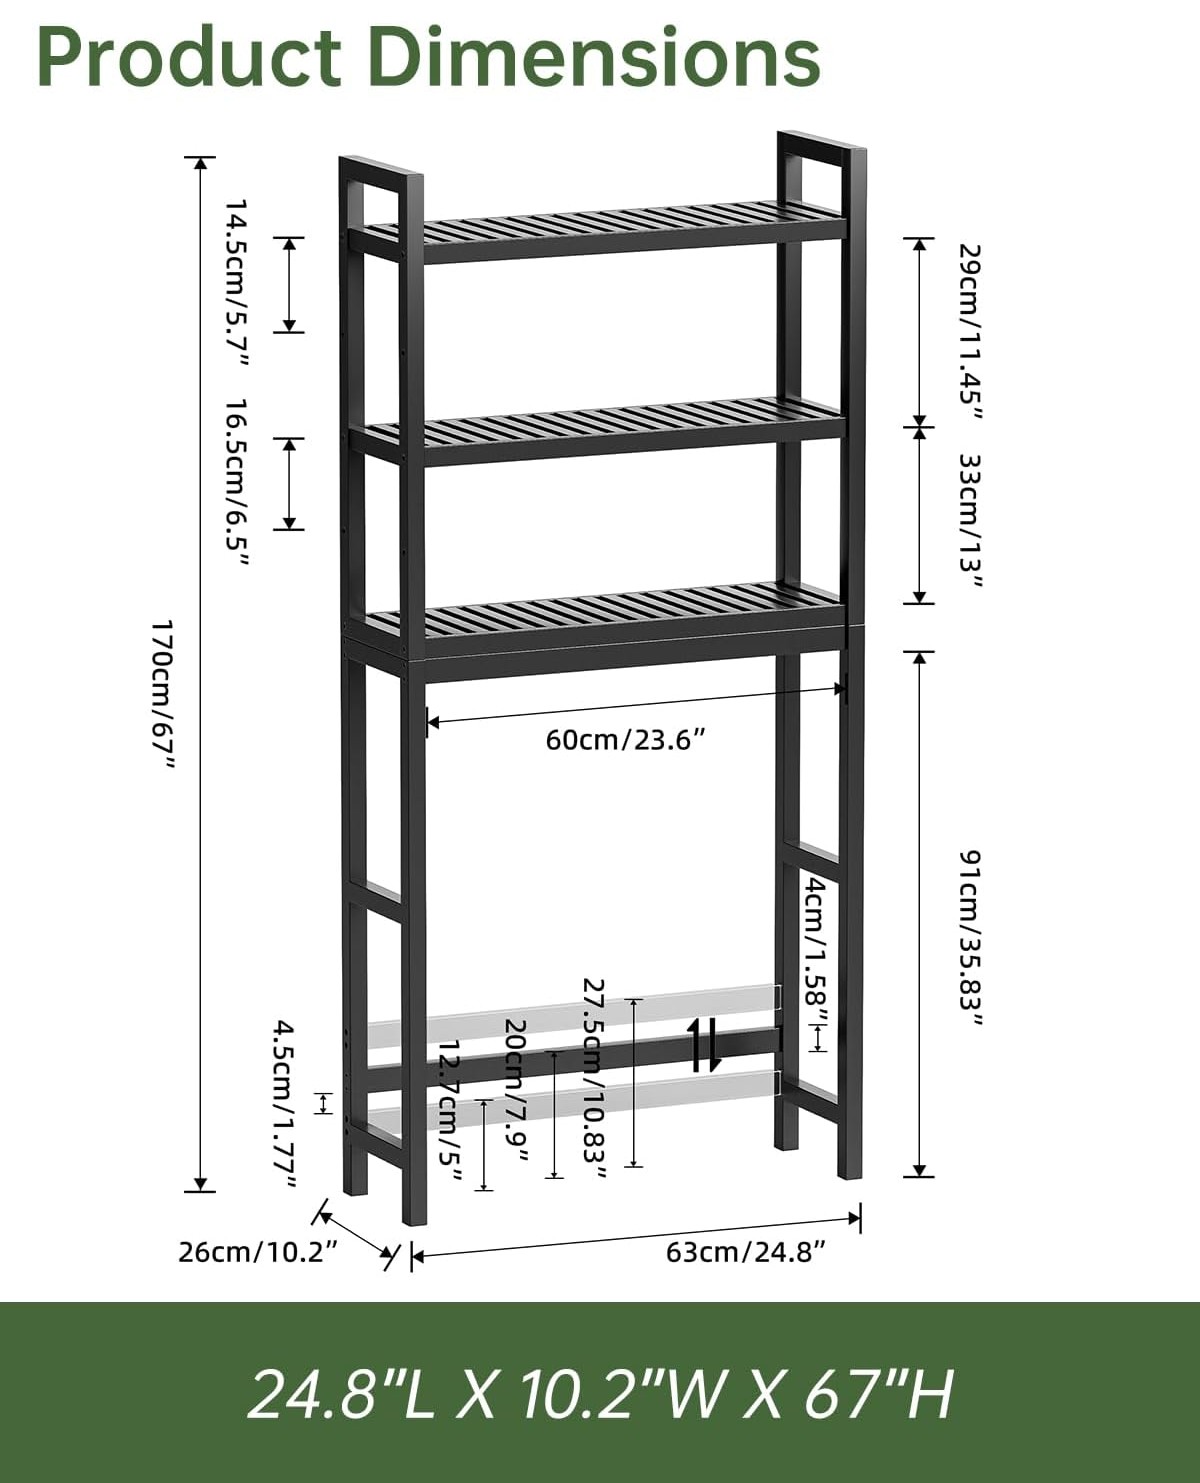 Product Dimensions
14.5cm/5.7”
29cm/11.45”
16.5cm/6.5”
33cm/13”
170cm/67”
60cm/23.6”
91cm/35.83”
4cm/1.58”
27.5cm/10.83”
20cm/7.9”
12.7cm/5”
4.5cm/1.77”
26cm/10.2”
63cm/24.8”
24.8”L X 10.2”W X 67”H